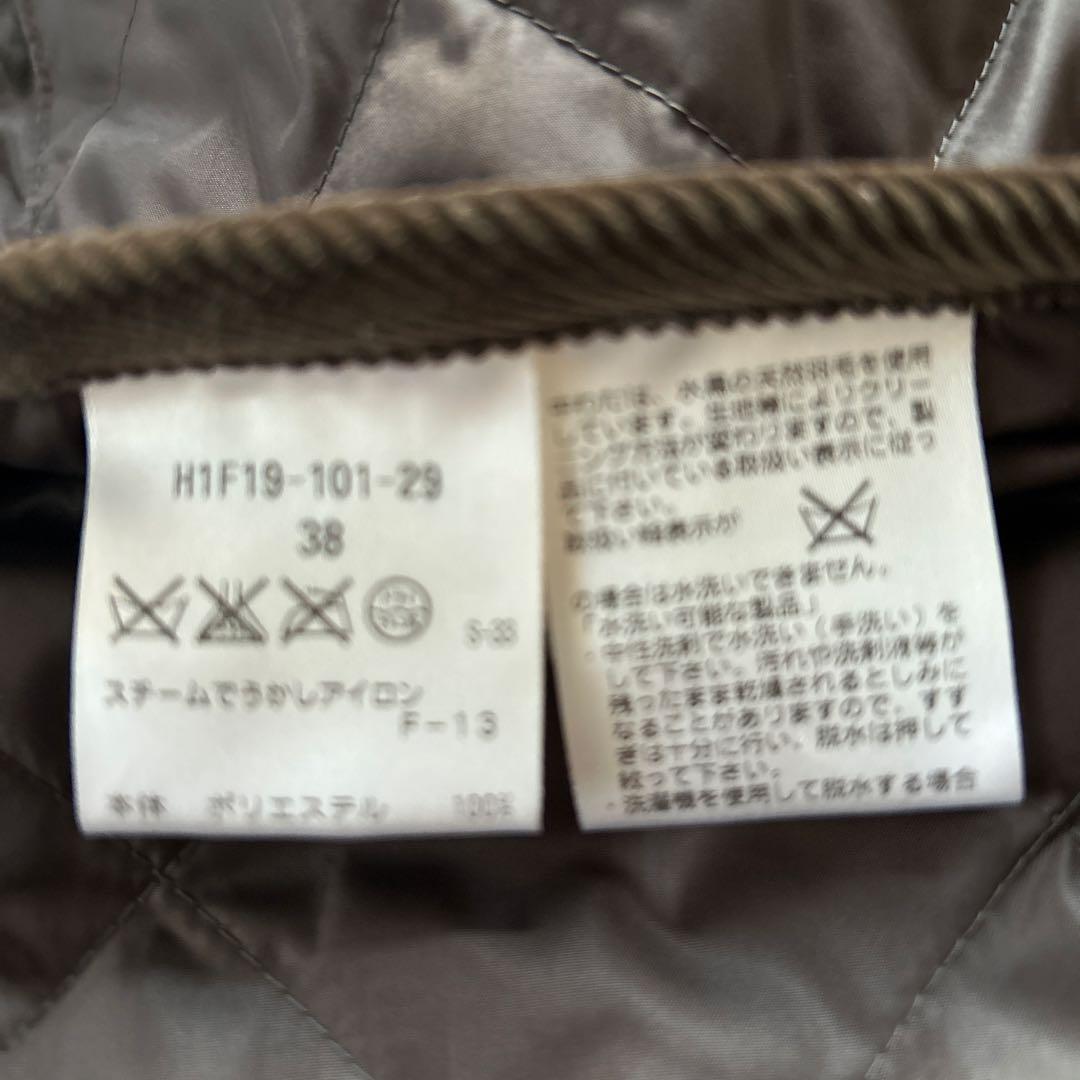 H1F19-101-29
38
S-33
スチームでうかしアイロン
F-13
本体 ポリエステル 100%
中わたは、水鳥の天然羽毛を使用
しています。生地等によりクリー
ニング方法が変わりますので、製
品に付いている取扱い表示に従っ
て下さい。
取扱い絵表示が
の場合は水洗いできません。
「水洗い可能な製品」
・中性洗剤で水洗い(手洗い)を
して下さい。汚れや洗剤液等が
残ったまま乾燥されるとしみに
なることがありますので、すす
ぎは十分に行い、脱水は押して
絞って下さい。
・洗濯機を使用して脱水する場合